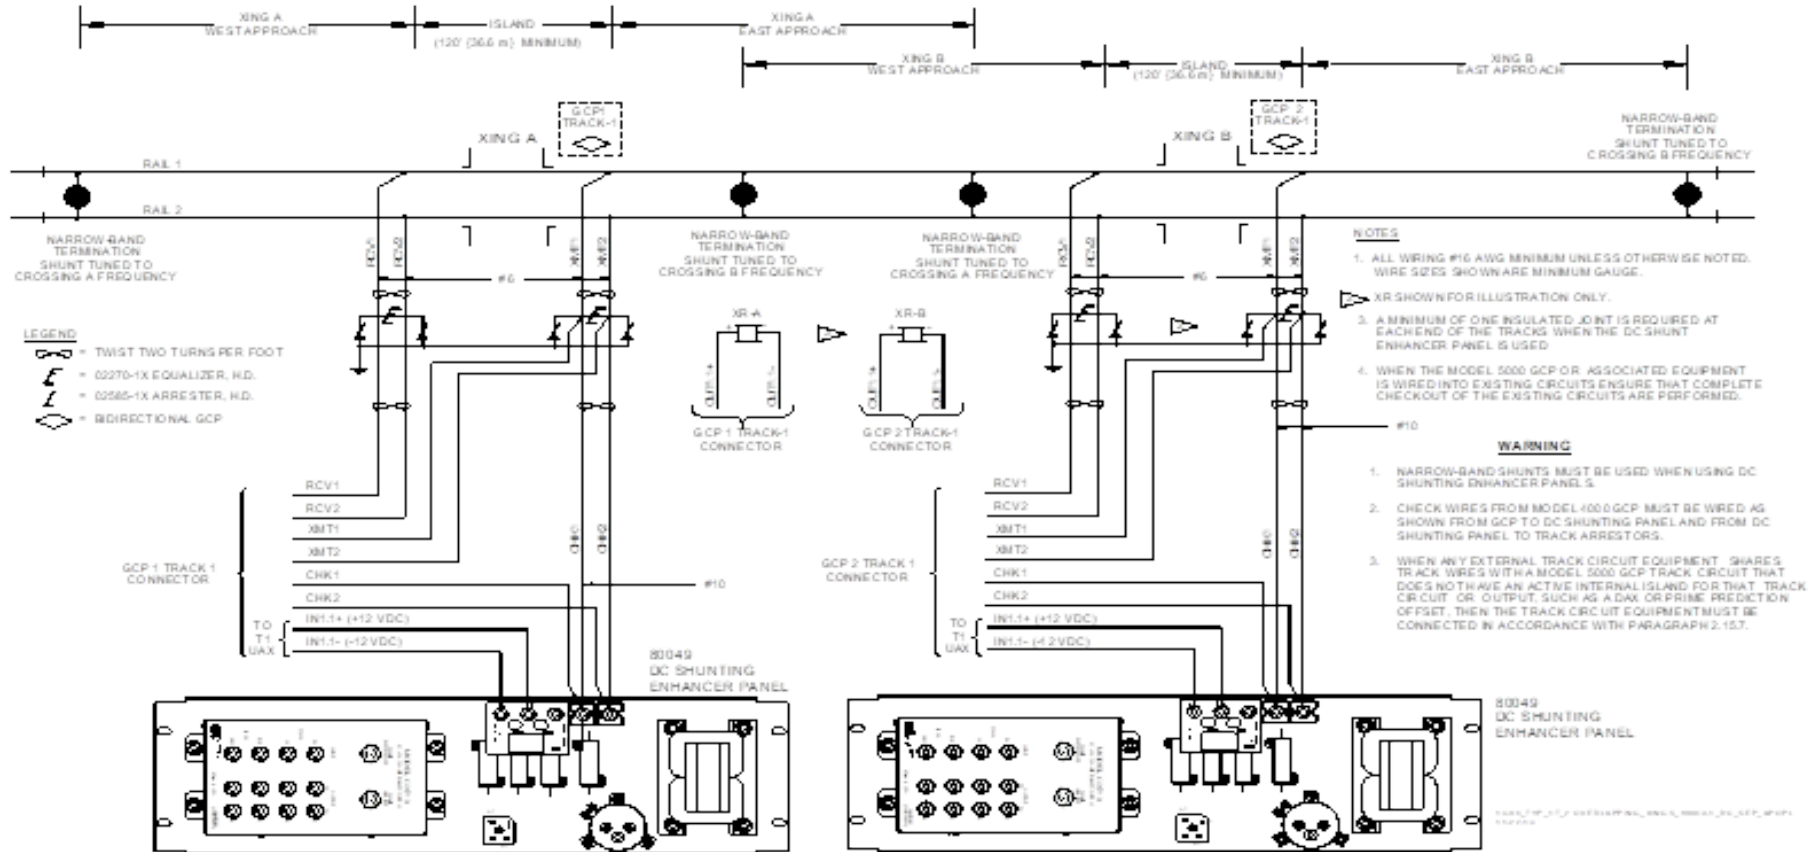 XING A
WEST APPROACH
ISLAND
(120' (36.6 m) MINIMUM)
XING A
EAST APPROACH
XING B
WEST APPROACH
ISLAND
(120' (36.6 m) MINIMUM)
XING B
EAST APPROACH
GCP1
TRACK-1
XING A
GCP 2
TRACK-1
XING B
NARROW-BAND
TERMINATION
SHUNT TUNED TO
CROSSING B FREQUENCY
RAIL 1
RAIL 2
NARROW-BAND
TERMINATION
SHUNT TUNED TO
CROSSING A FREQUENCY
RCV1
RCV2
XMT1
XMT2
#6
NARROW-BAND
TERMINATION
SHUNT TUNED TO
CROSSING B FREQUENCY
NARROW-BAND
TERMINATION
SHUNT TUNED TO
CROSSING A FREQUENCY
RCV1
RCV2
XMT1
XMT2
#6
LEGEND
= TWIST TWO TURNS PER FOOT
= 02270-1X EQUALIZER, H.D.
= 02585-1X ARRESTER, H.D.
= BIDIRECTIONAL GCP
XR-A
+ -
GCP 1 TRACK-1
CONNECTOR
XR-B
+ -
GCP 2 TRACK-1
CONNECTOR
NOTES
1. ALL WIRING #16 AWG MINIMUM UNLESS OTHERWISE NOTED.
WIRE SIZES SHOWN ARE MINIMUM GAUGE.
XR SHOWN FOR ILLUSTRATION ONLY.
3. A MINIMUM OF ONE INSULATED JOINT IS REQUIRED AT
EACH END OF THE TRACKS WHEN THE DC SHUNT
ENHANCER PANEL IS USED
4. WHEN THE MODEL 5000 GCP OR ASSOCIATED EQUIPMENT
IS WIRED INTO EXISTING CIRCUITS ENSURE THAT COMPLETE
CHECKOUT OF THE EXISTING CIRCUITS ARE PERFORMED.
#10
WARNING
1. NARROW-BAND SHUNTS MUST BE USED WHEN USING DC
SHUNTING ENHANCER PANELS.
2. CHECK WIRES FROM MODEL 4000 GCP MUST BE WIRED AS
SHOWN FROM GCP TO DC SHUNTING PANEL AND FROM DC
SHUNTING PANEL TO TRACK ARRESTORS.
3. WHEN ANY EXTERNAL TRACK CIRCUIT EQUIPMENT SHARES
TRACK WIRES WITH A MODEL 5000 GCP TRACK CIRCUIT THAT
DOES NOT HAVE AN ACTIVE INTERNAL ISLAND FOR THAT TRACK
CIRCUIT OR OUTPUT, SUCH AS A DAX OR PRIME PREDICTION
OFFSET, THEN THE TRACK CIRCUIT EQUIPMENT MUST BE
CONNECTED IN ACCORDANCE WITH PARAGRAPH 2.15.7.
GCP 1 TRACK 1
CONNECTOR
RCV1
RCV2
XMT1
XMT2
CHK1
CHK2
IN1.1+ (+12 VDC)
IN1.1- (-12 VDC)
TO
T1
UAX
CHK1
CHK2
#10
80049
DC SHUNTING
ENHANCER PANEL
GCP 2 TRACK 1
CONNECTOR
RCV1
RCV2
XMT1
XMT2
CHK1
CHK2
IN1.1+ (+12 VDC)
IN1.1- (-12 VDC)
TO
T1
UAX
CHK1
CHK2
80049
DC SHUNTING
ENHANCER PANEL